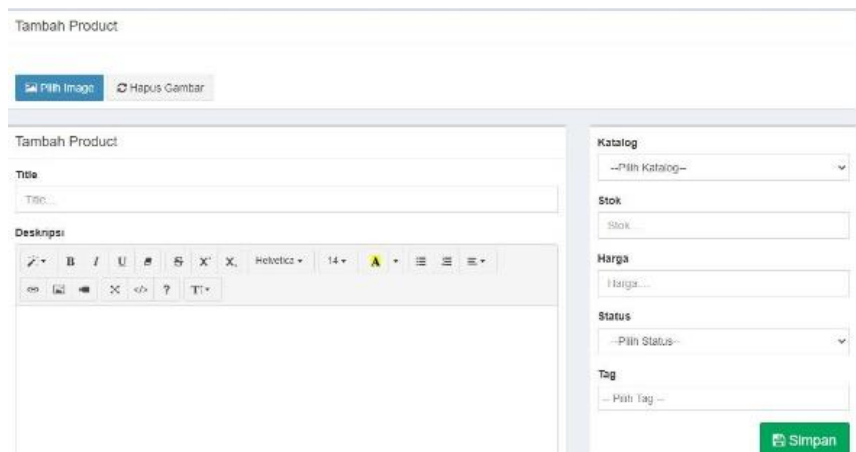 Tambah Product
Pilih Image Hapus Gambar
Tambah Product
Title
Title...
Deskripsi
B I U S X X, Helvetica 14 A
</> ? TI
Katalog
--Pilih Katalog--
Stok
Stok...
Harga
Harga...
Status
--Pilih Status--
Tag
-- Pilih Tag --
Simpan